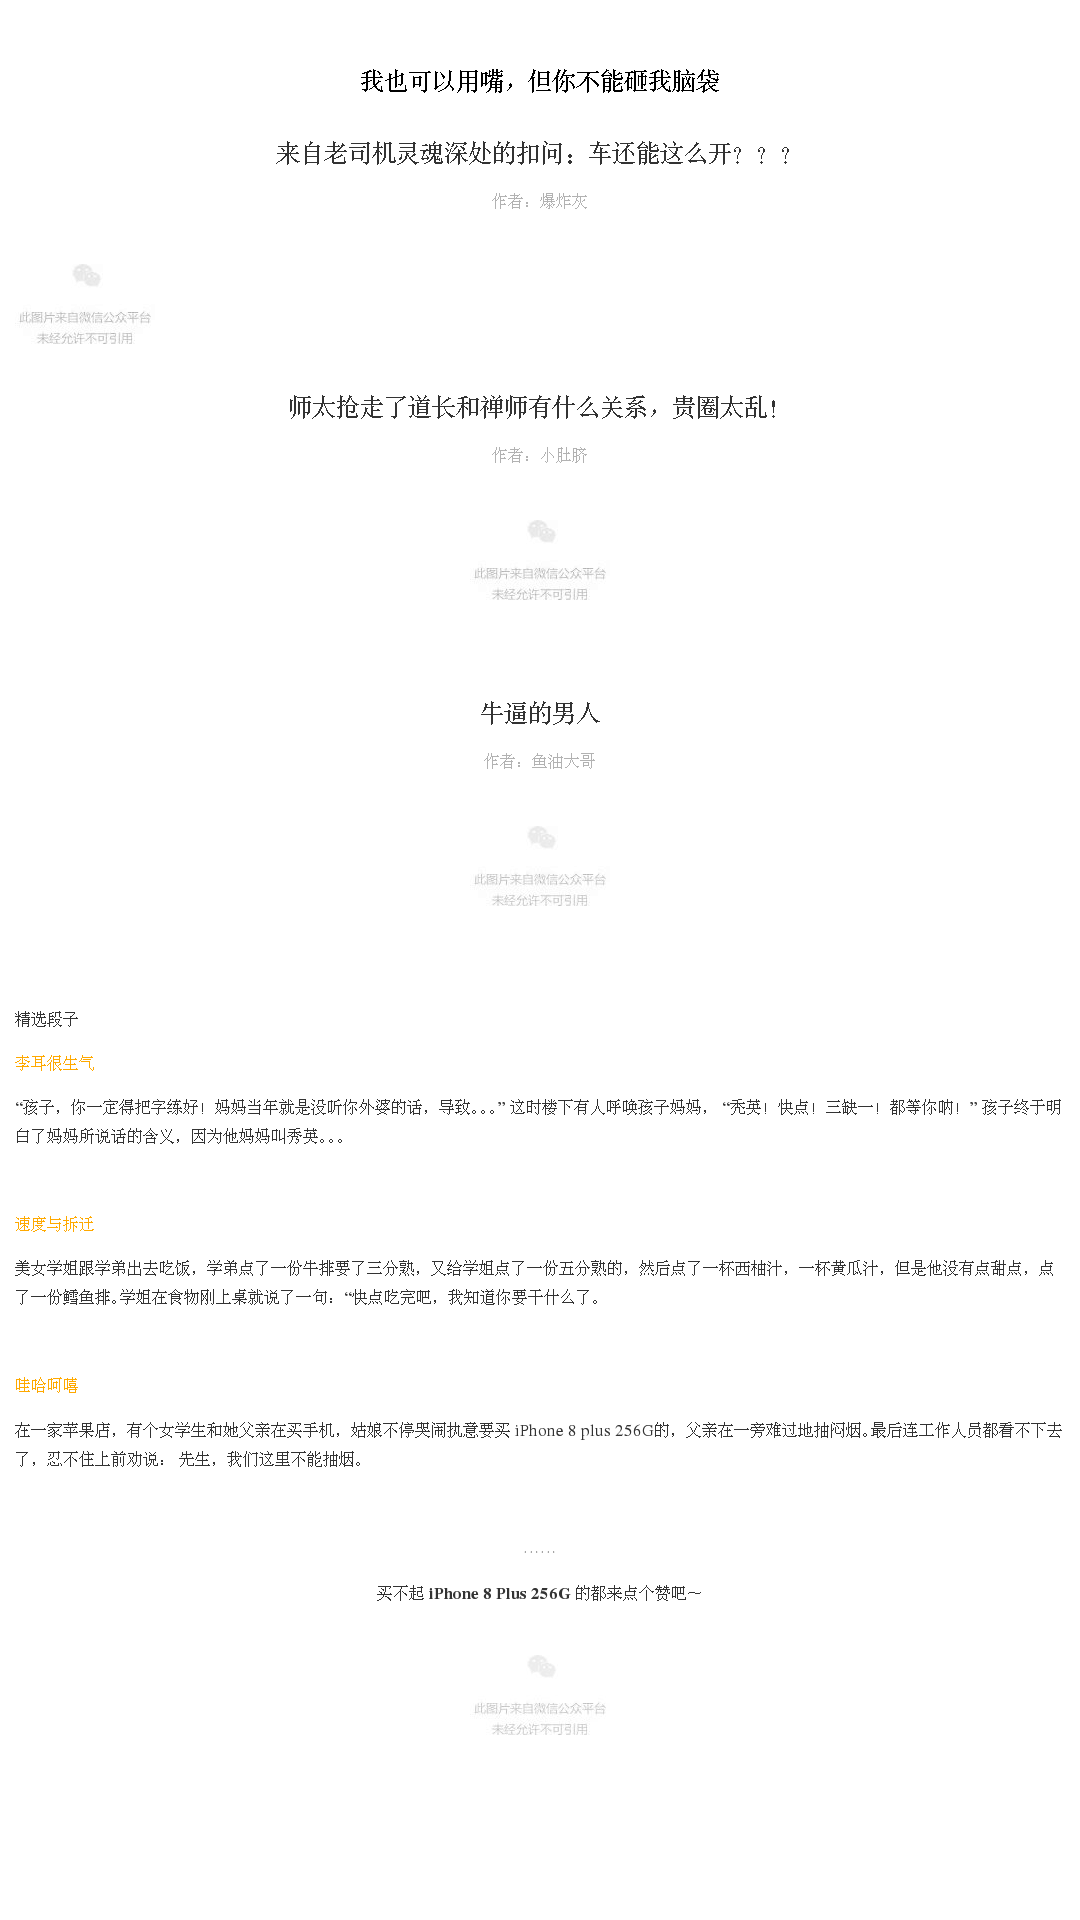 我也可以用嘴，但你不能砸我脑袋
来自老司机灵魂深处的扣问：车还能这么开？？？
作者：爆炸灰
此图片来自微信公众平台
未经允许不可引用
师太抢走了道长和禅师有什么关系，贵圈太乱！
作者：小肚脐
此图片来自微信公众平台
未经允许不可引用
牛逼的男人
作者：鱼油大哥
此图片来自微信公众平台
未经允许不可引用
精选段子
李耳很生气
“孩子，你一定得把字练好！妈妈当年就是没听你外婆的话，导致。。。” 这时楼下有人呼唤孩子妈妈， “秃英！快点！三缺一！都等你呐！” 孩子终于明
白了妈妈所说话的含义，因为他妈妈叫秀英。。。
速度与拆迁
美女学姐跟学弟出去吃饭，学弟点了一份牛排要了三分熟，又给学姐点了一份五分熟的，然后点了一杯西柚汁，一杯黄瓜汁，但是他没有点甜点，点
了一份鳕鱼排。学姐在食物刚上桌就说了一句：“快点吃完吧，我知道你要干什么了。
哇哈呵嘻
在一家苹果店，有个女学生和她父亲在买手机，姑娘不停哭闹执意要买 iPhone 8 plus 256G的，父亲在一旁难过地抽闷烟。最后连工作人员都看不下去
了，忍不住上前劝说： 先生，我们这里不能抽烟。
······
买不起 iPhone 8 Plus 256G 的都来点个赞吧～
此图片来自微信公众平台
未经允许不可引用